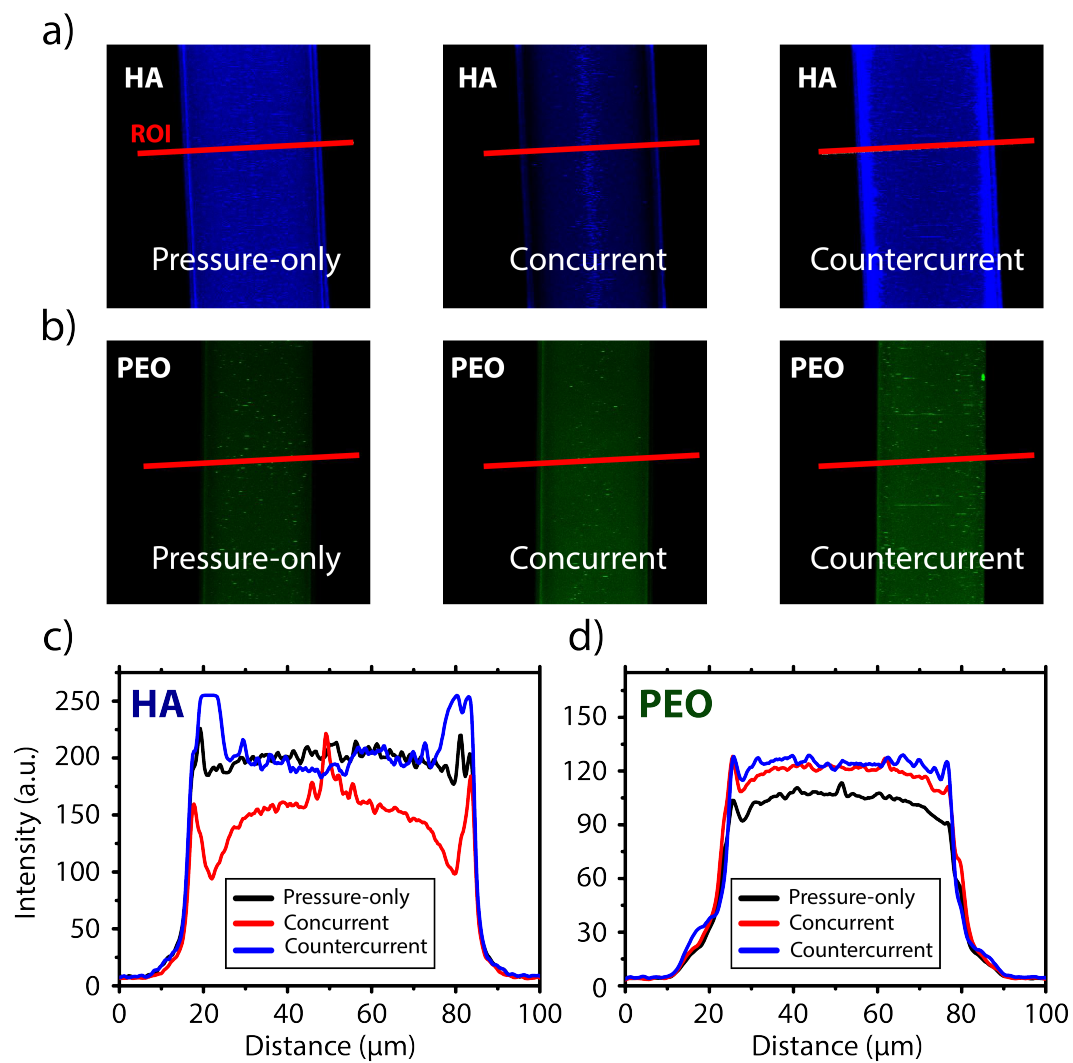 a)
HA
HA
HA
ROI
Pressure-only
Concurrent
Countercurrent
b)
PEO
PEO
PEO
Pressure-only
Concurrent
Countercurrent
c)
HA
Intensity (a.u.)
250
200
150
100
50
0
Pressure-only
Concurrent
Countercurrent
0 20 40 60 80 100
Distance (µm)
d)
PEO
150
120
90
60
30
0
Pressure-only
Concurrent
Countercurrent
0 20 40 60 80 100
Distance (µm)